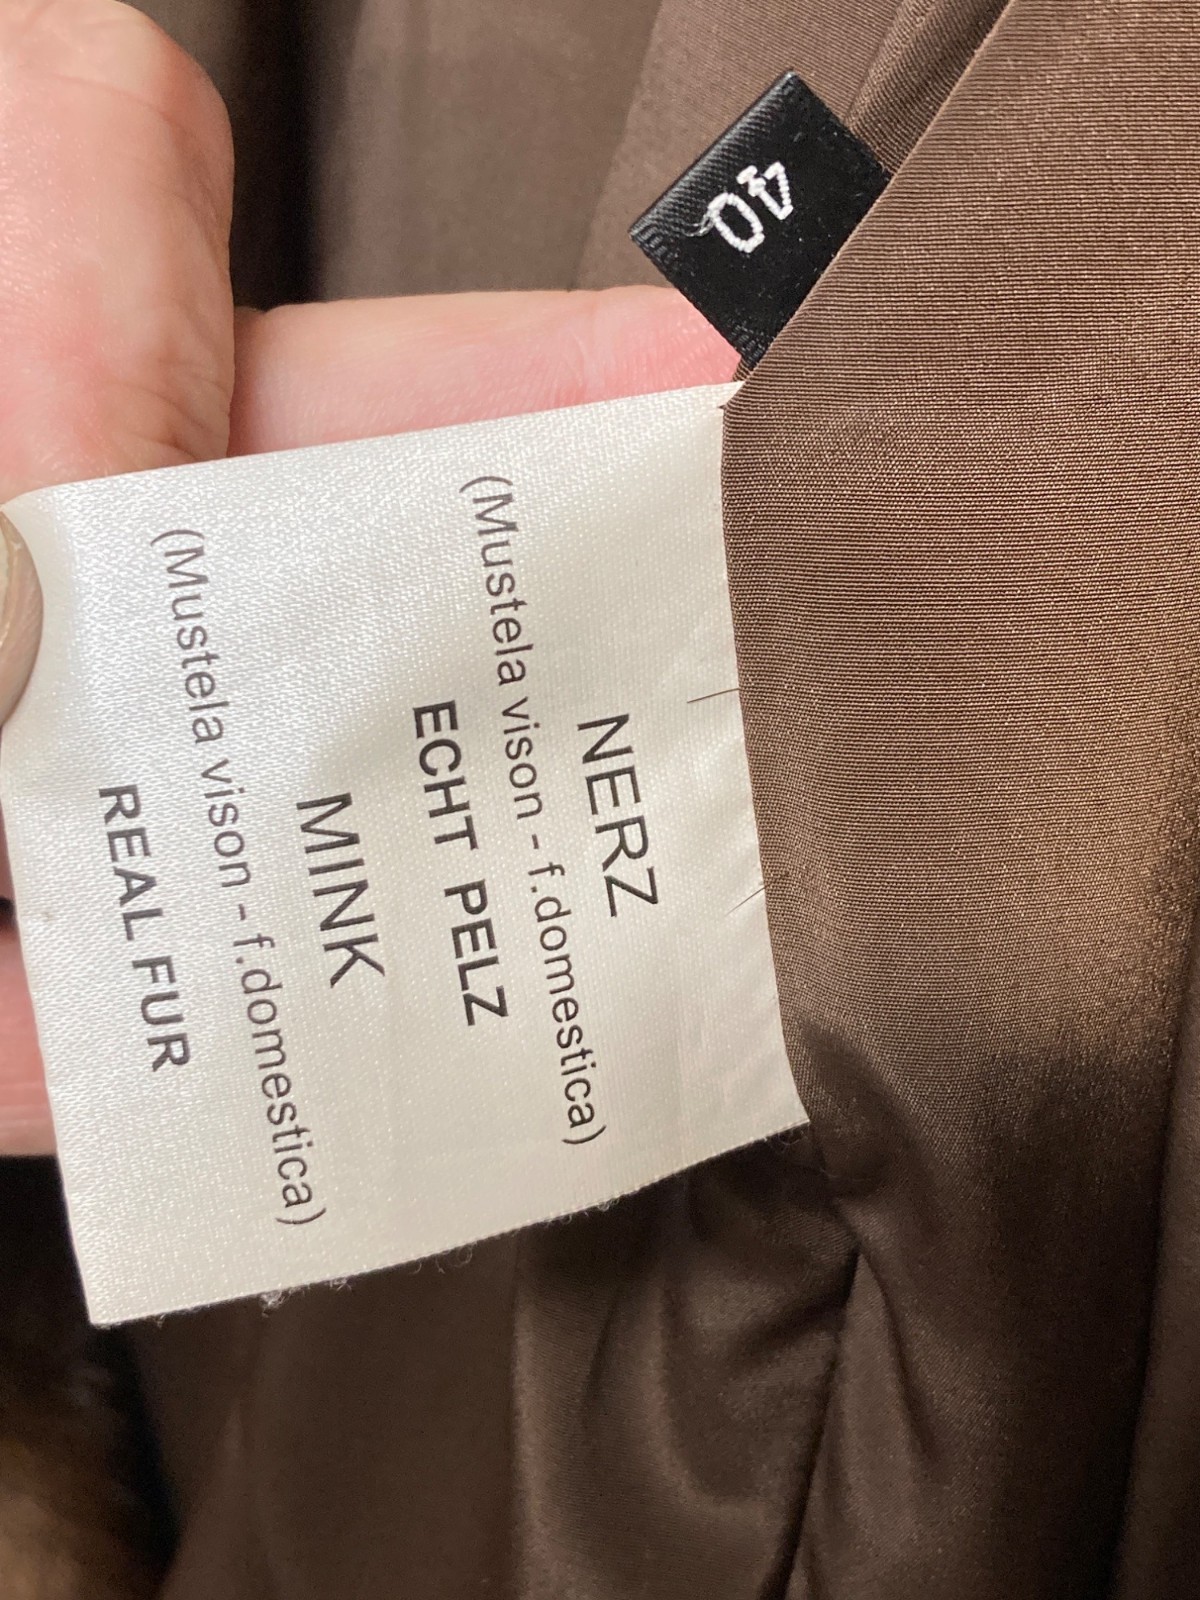 40
NERZ
(Mustela vison - f.domestica)
ECHT PELZ
MINK
(Mustela vison - f.domestica)
REAL FUR